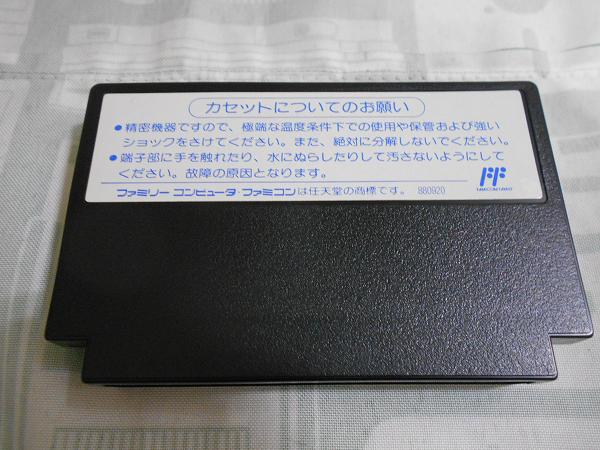 カセットについてのお願い
●精密機器ですので、極端な温度条件下での使用や保管および強い
ショックをさけてください。また、絶対に分解しないでください。
●端子部に手を触れたり、水にぬらしたりして汚さないようにして
ください。故障の原因となります。
ファミリー コンピュータ・ファミコンは任天堂の商標です。 880920
FF